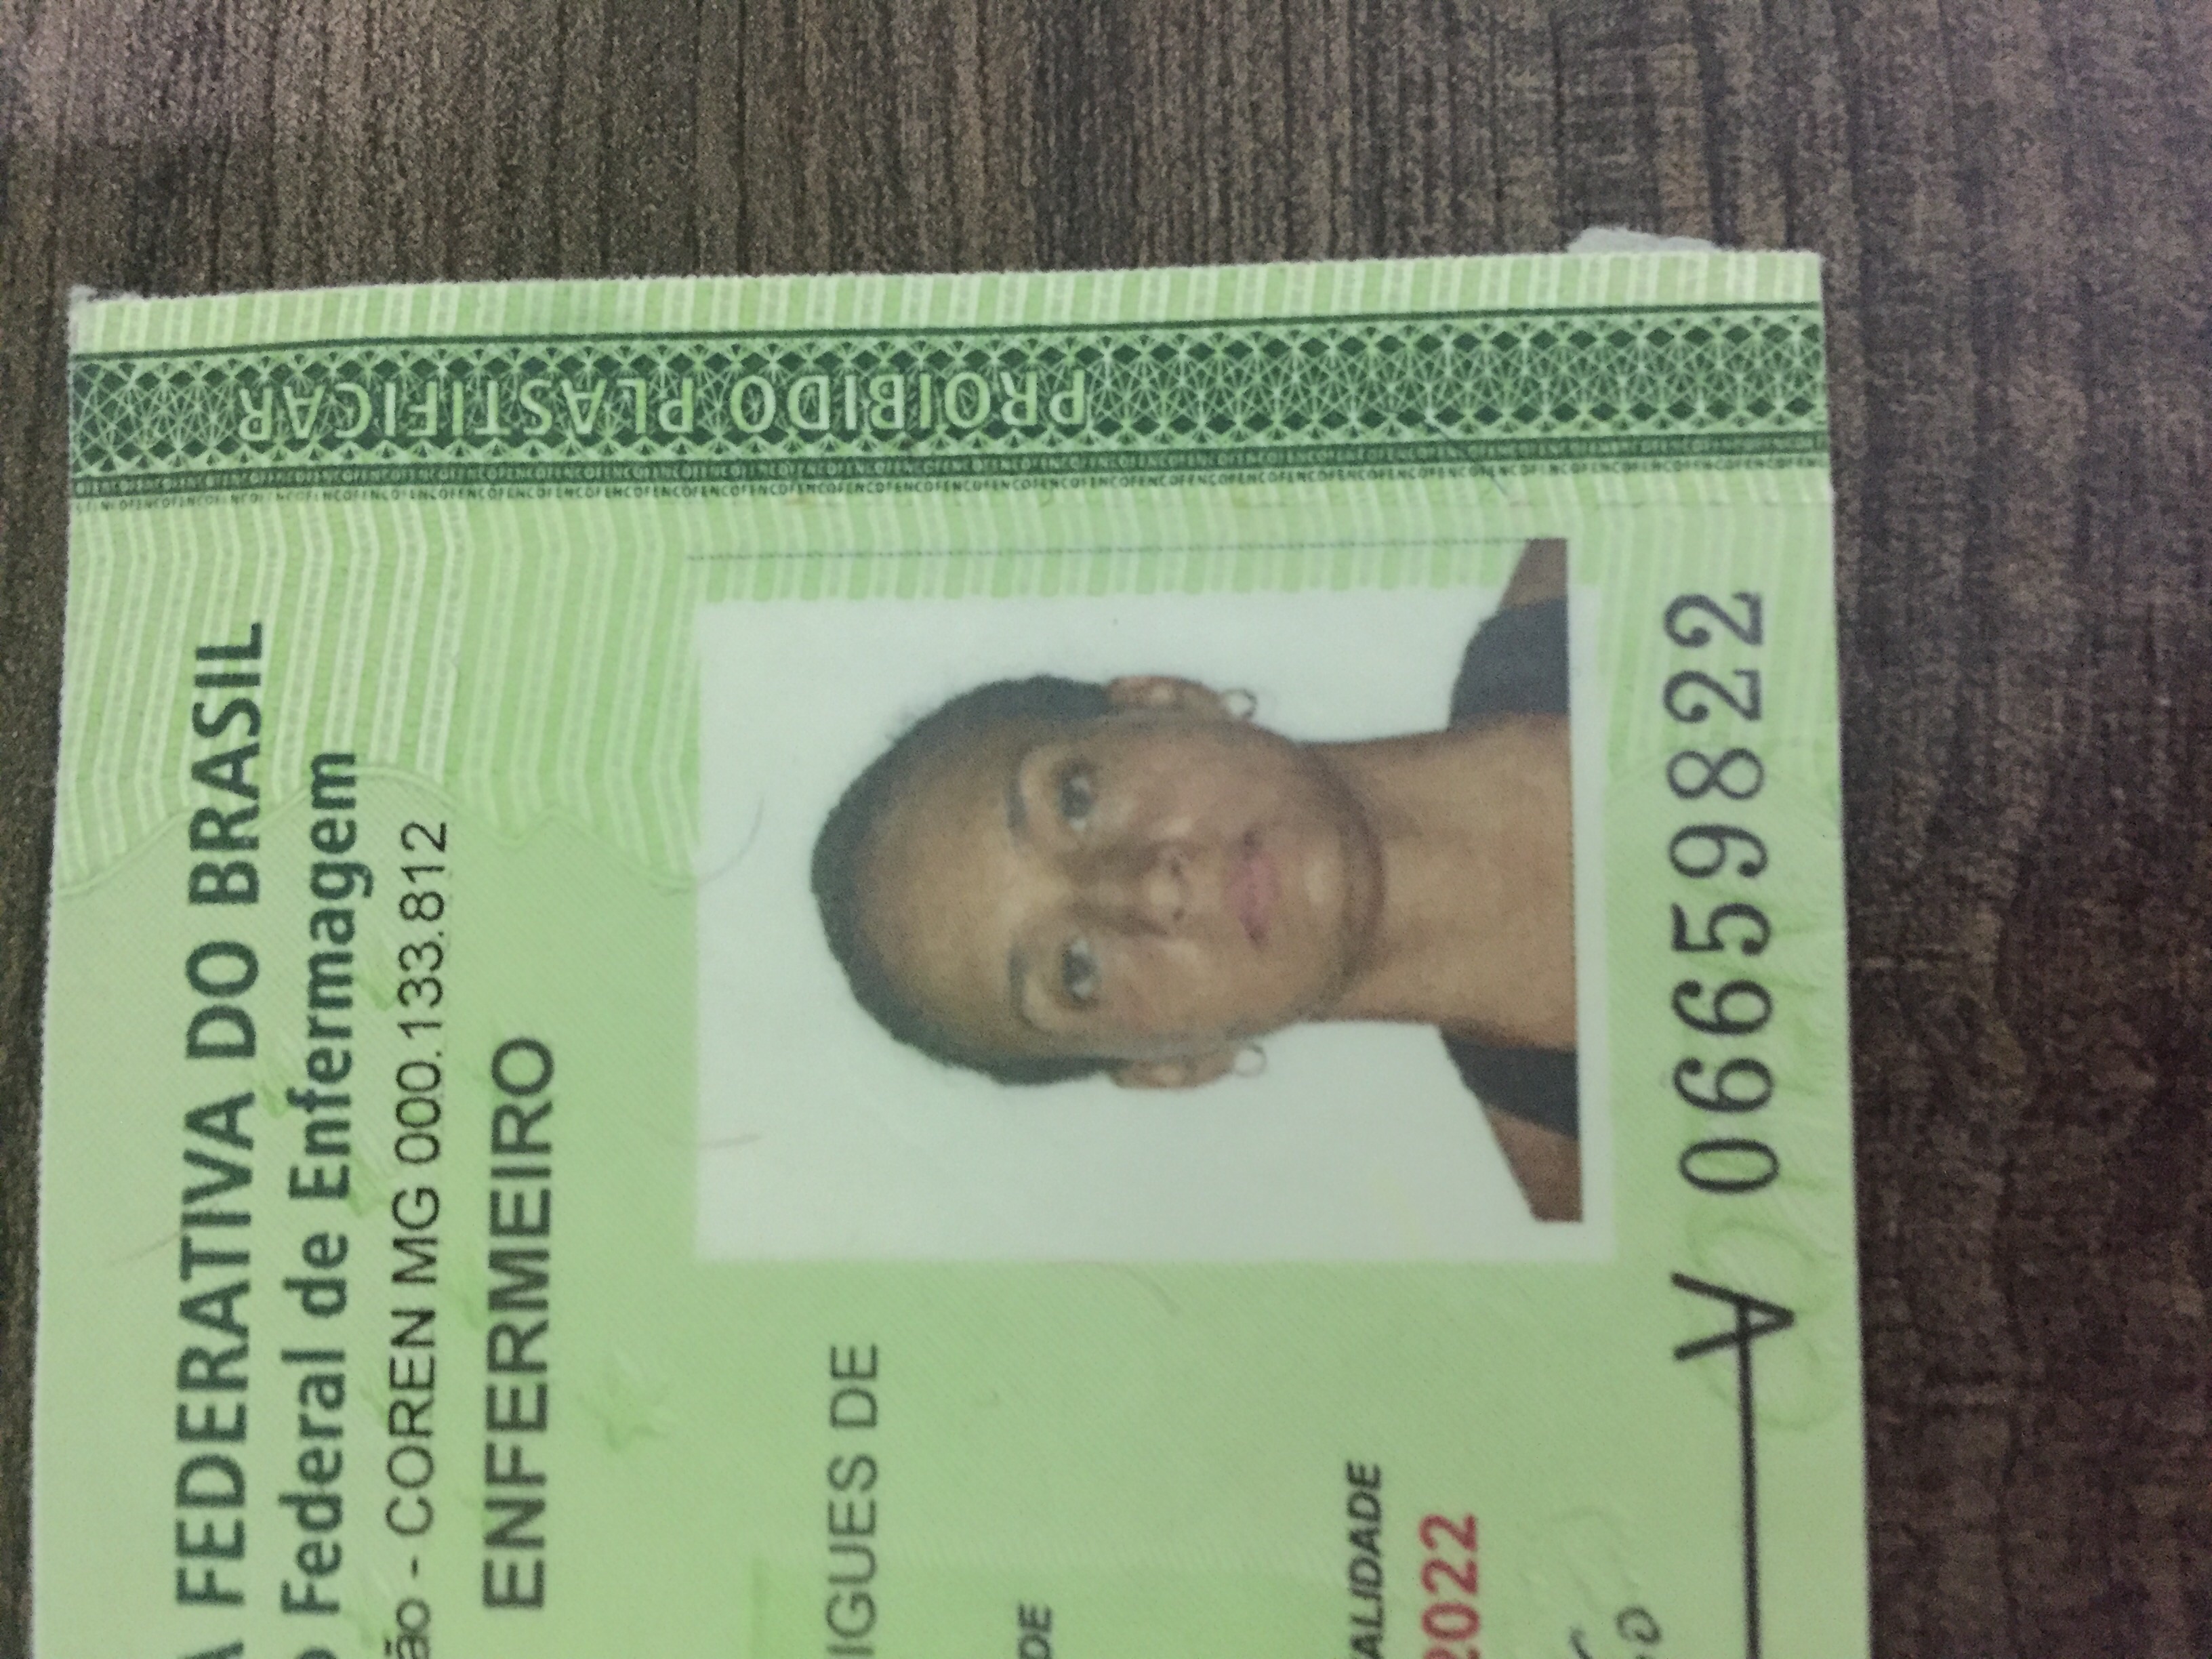 A FEDERATIVA DO BRASIL
o Federal de Enfermagem
ão - COREN MG 000.133.812
ENFERMEIRO
IGUES DE
DE
ALIDADE
2022
V 06659822
PROIBIDO PLASTIFICAR